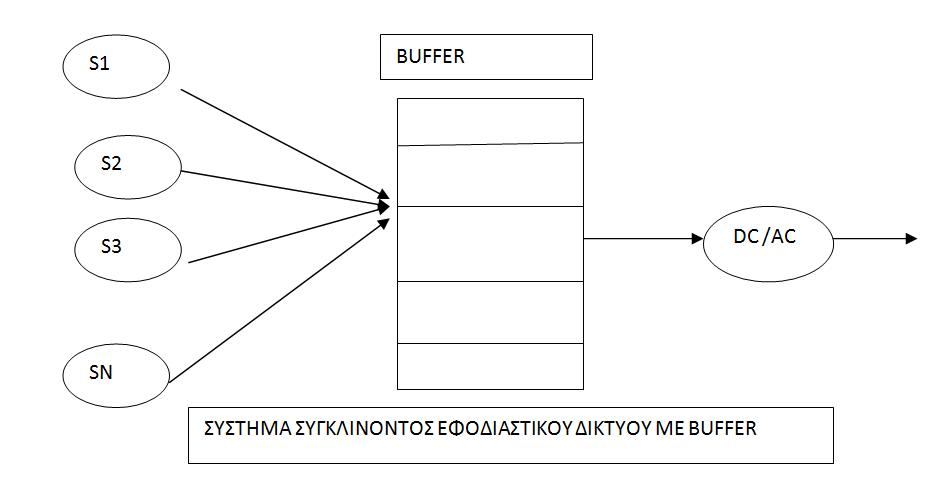 S1
BUFFER
S2
S3
DC/AC
SN
ΣΥΣΤΗΜΑ ΣΥΓΚΛΙΝΟΝΤΟΣ ΕΦΟΔΙΑΣΤΙΚΟΥ ΔΙΚΤΥΟΥ ΜΕ BUFFER